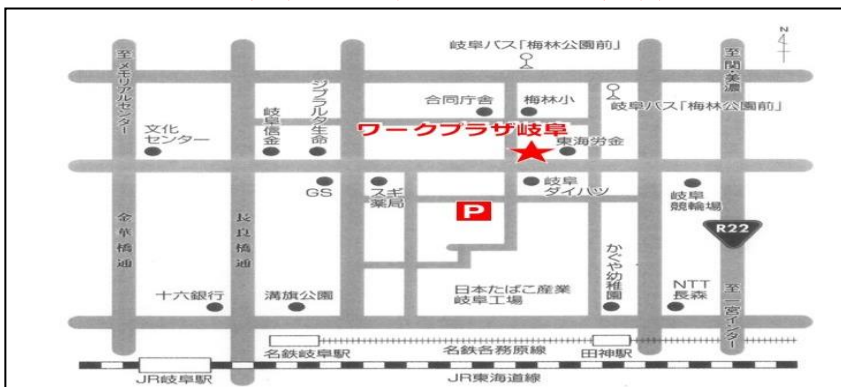 岐阜バス「梅林公園前」
N
至メモリアルセンター
ジブラルタ生命
岐阜信金
合同庁舎
梅林小
岐阜バス「梅林公園前」
至関・美濃
文化
センター
ワークプラザ岐阜
東海労金
GS
スギ
薬局
P
岐阜
ダイハツ
岐阜
競輪場
R22
金華橋通
長良橋通
かぐや幼稚園
十六銀行
溝旗公園
日本たばこ産業
岐阜工場
NTT
長森
至一宮インター
名鉄岐阜駅
名鉄各務原線
田神駅
JR岐阜駅
JR東海道線